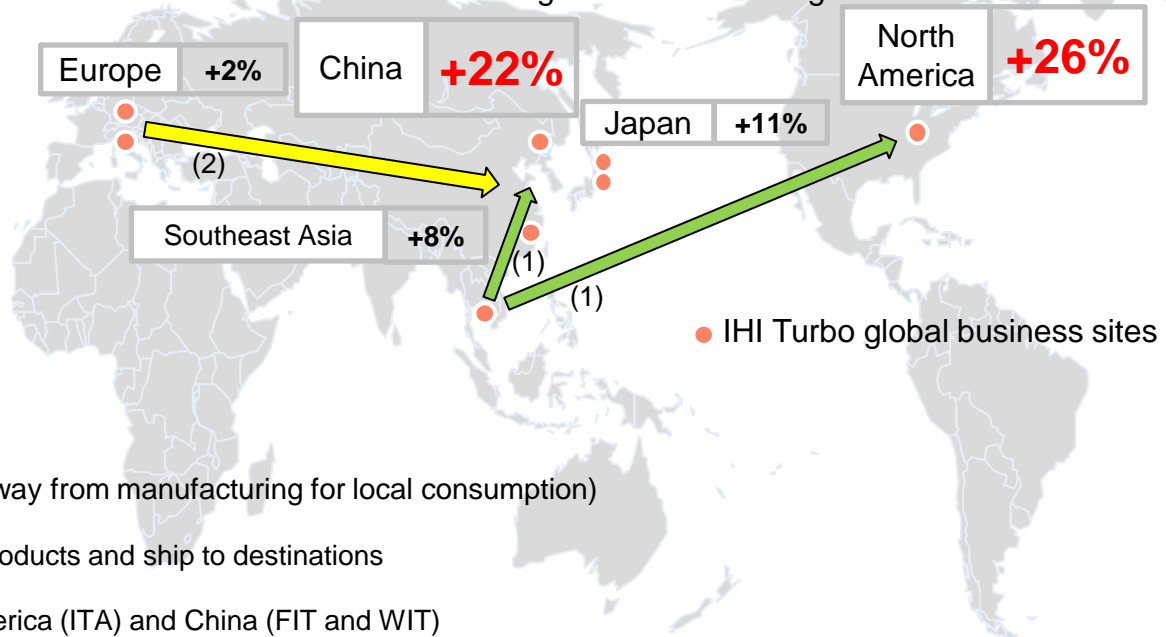 Europe +2%
China +22%
North
America +26%
Japan +11%
(2)
Southeast Asia +8%
(1)
(1)
IHI Turbo global business sites
way from manufacturing for local consumption)
oducts and ship to destinations
erica (ITA) and China (FIT and WIT)